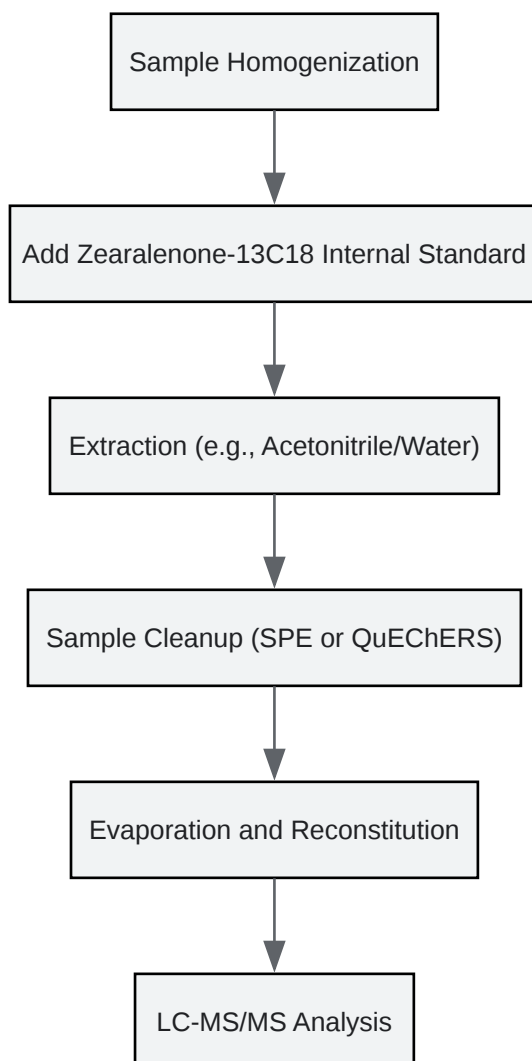 Sample Homogenization
Add Zearalenone-13C18 Internal Standard
Extraction (e.g., Acetonitrile/Water)
Sample Cleanup (SPE or QuEChERS)
Evaporation and Reconstitution
LC-MS/MS Analysis